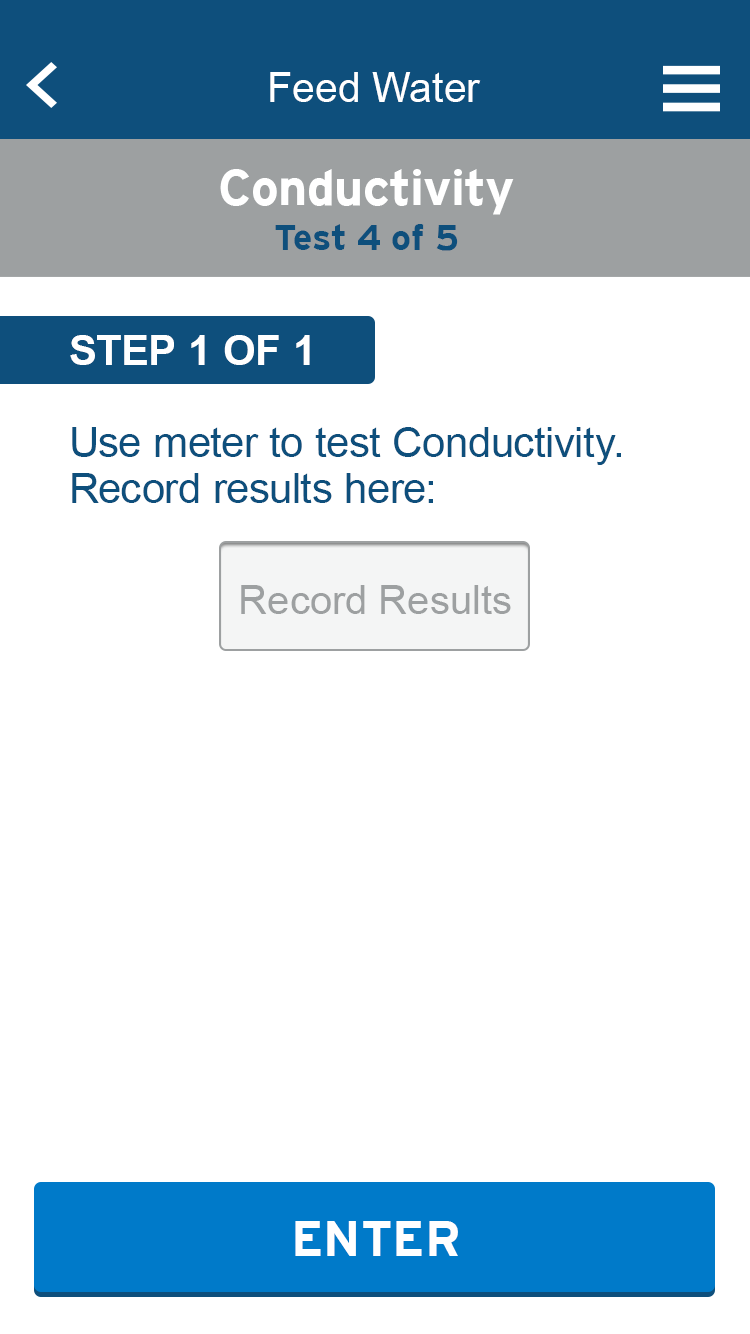 Feed Water
Conductivity
Test 4 of 5
STEP 1 OF 1
Use meter to test Conductivity.
Record results here:
Record Results
ENTER